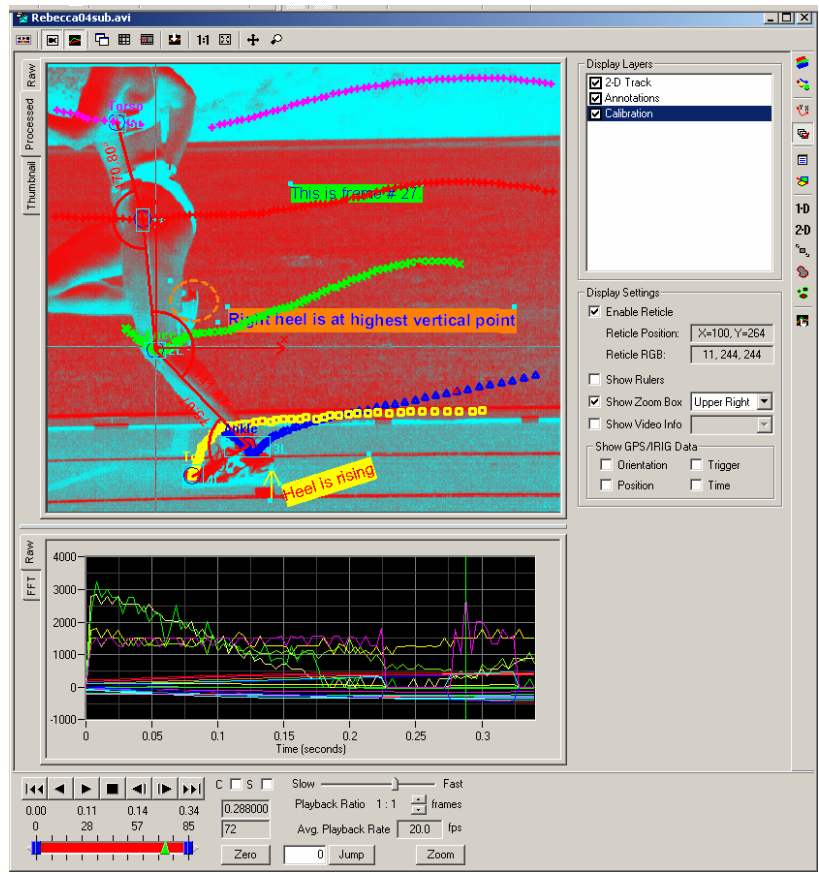 Rebecca04sub.avi
1:1
Raw
Processed
Thumbnail
Torso
170.80°
This is frame # 27
Right heel is at highest vertical point
Ankle
Heel is rising
Display Layers
2-D Track
Annotations
Calibration
Display Settings
Enable Reticle
Reticle Position: X=100, Y=264
Reticle RGB: 11, 244, 244
Show Rulers
Show Zoom Box Upper Right
Show Video Info
Show GPS/IRIG Data
Orientation Trigger
Position Time
1-D
2-D
Raw
FFT
4000
3000
2000
1000
0
-1000
0 0.05 0.1 0.15 0.2 0.25 0.3
Time (seconds)
C S Slow Fast
0.00 0.11 0.14 0.34 0.288000 Playback Ratio 1 : 1 frames
0 28 57 85 72 Avg. Playback Rate 20.0 fps
Zero 0 Jump Zoom